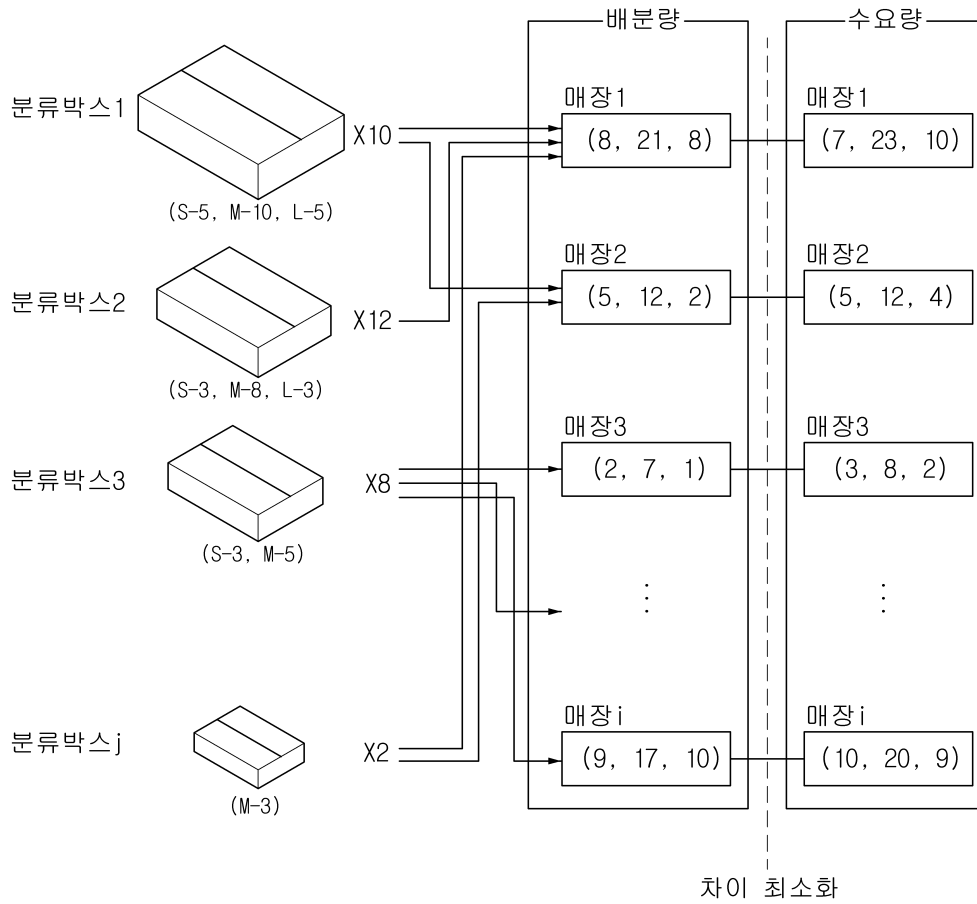 배분량
수요량
분류박스1
X10
(S-5, M-10, L-5)
매장1
(8, 21, 8)
매장1
(7, 23, 10)
분류박스2
X12
(S-3, M-8, L-3)
매장2
(5, 12, 2)
매장2
(5, 12, 4)
분류박스3
X8
(S-3, M-5)
매장3
(2, 7, 1)
매장3
(3, 8, 2)
⋮
⋮
분류박스j
X2
(M-3)
매장i
(9, 17, 10)
매장i
(10, 20, 9)
차이 최소화